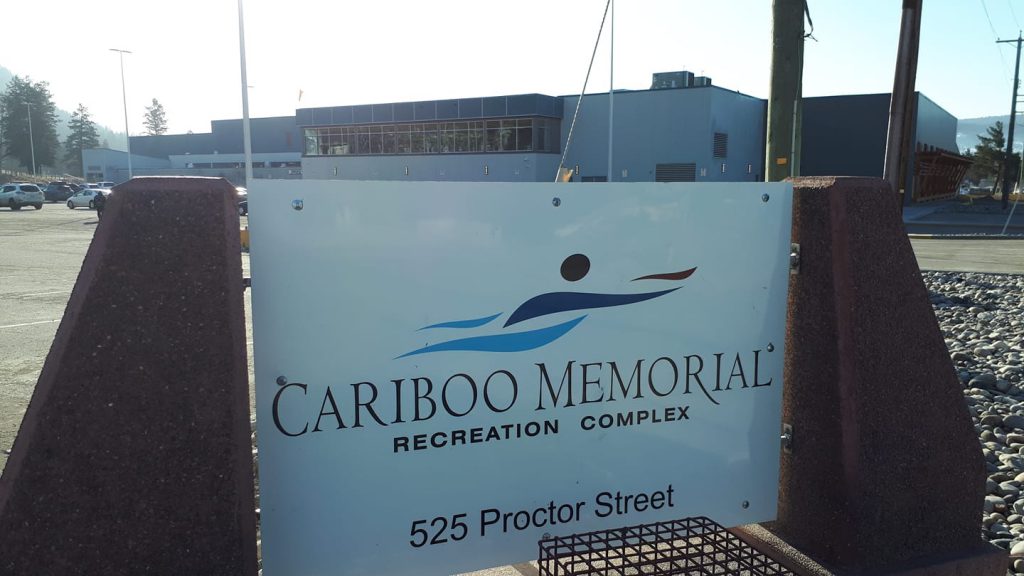 CARIBOO MEMORIAL
RECREATION COMPLEX
525 Proctor Street